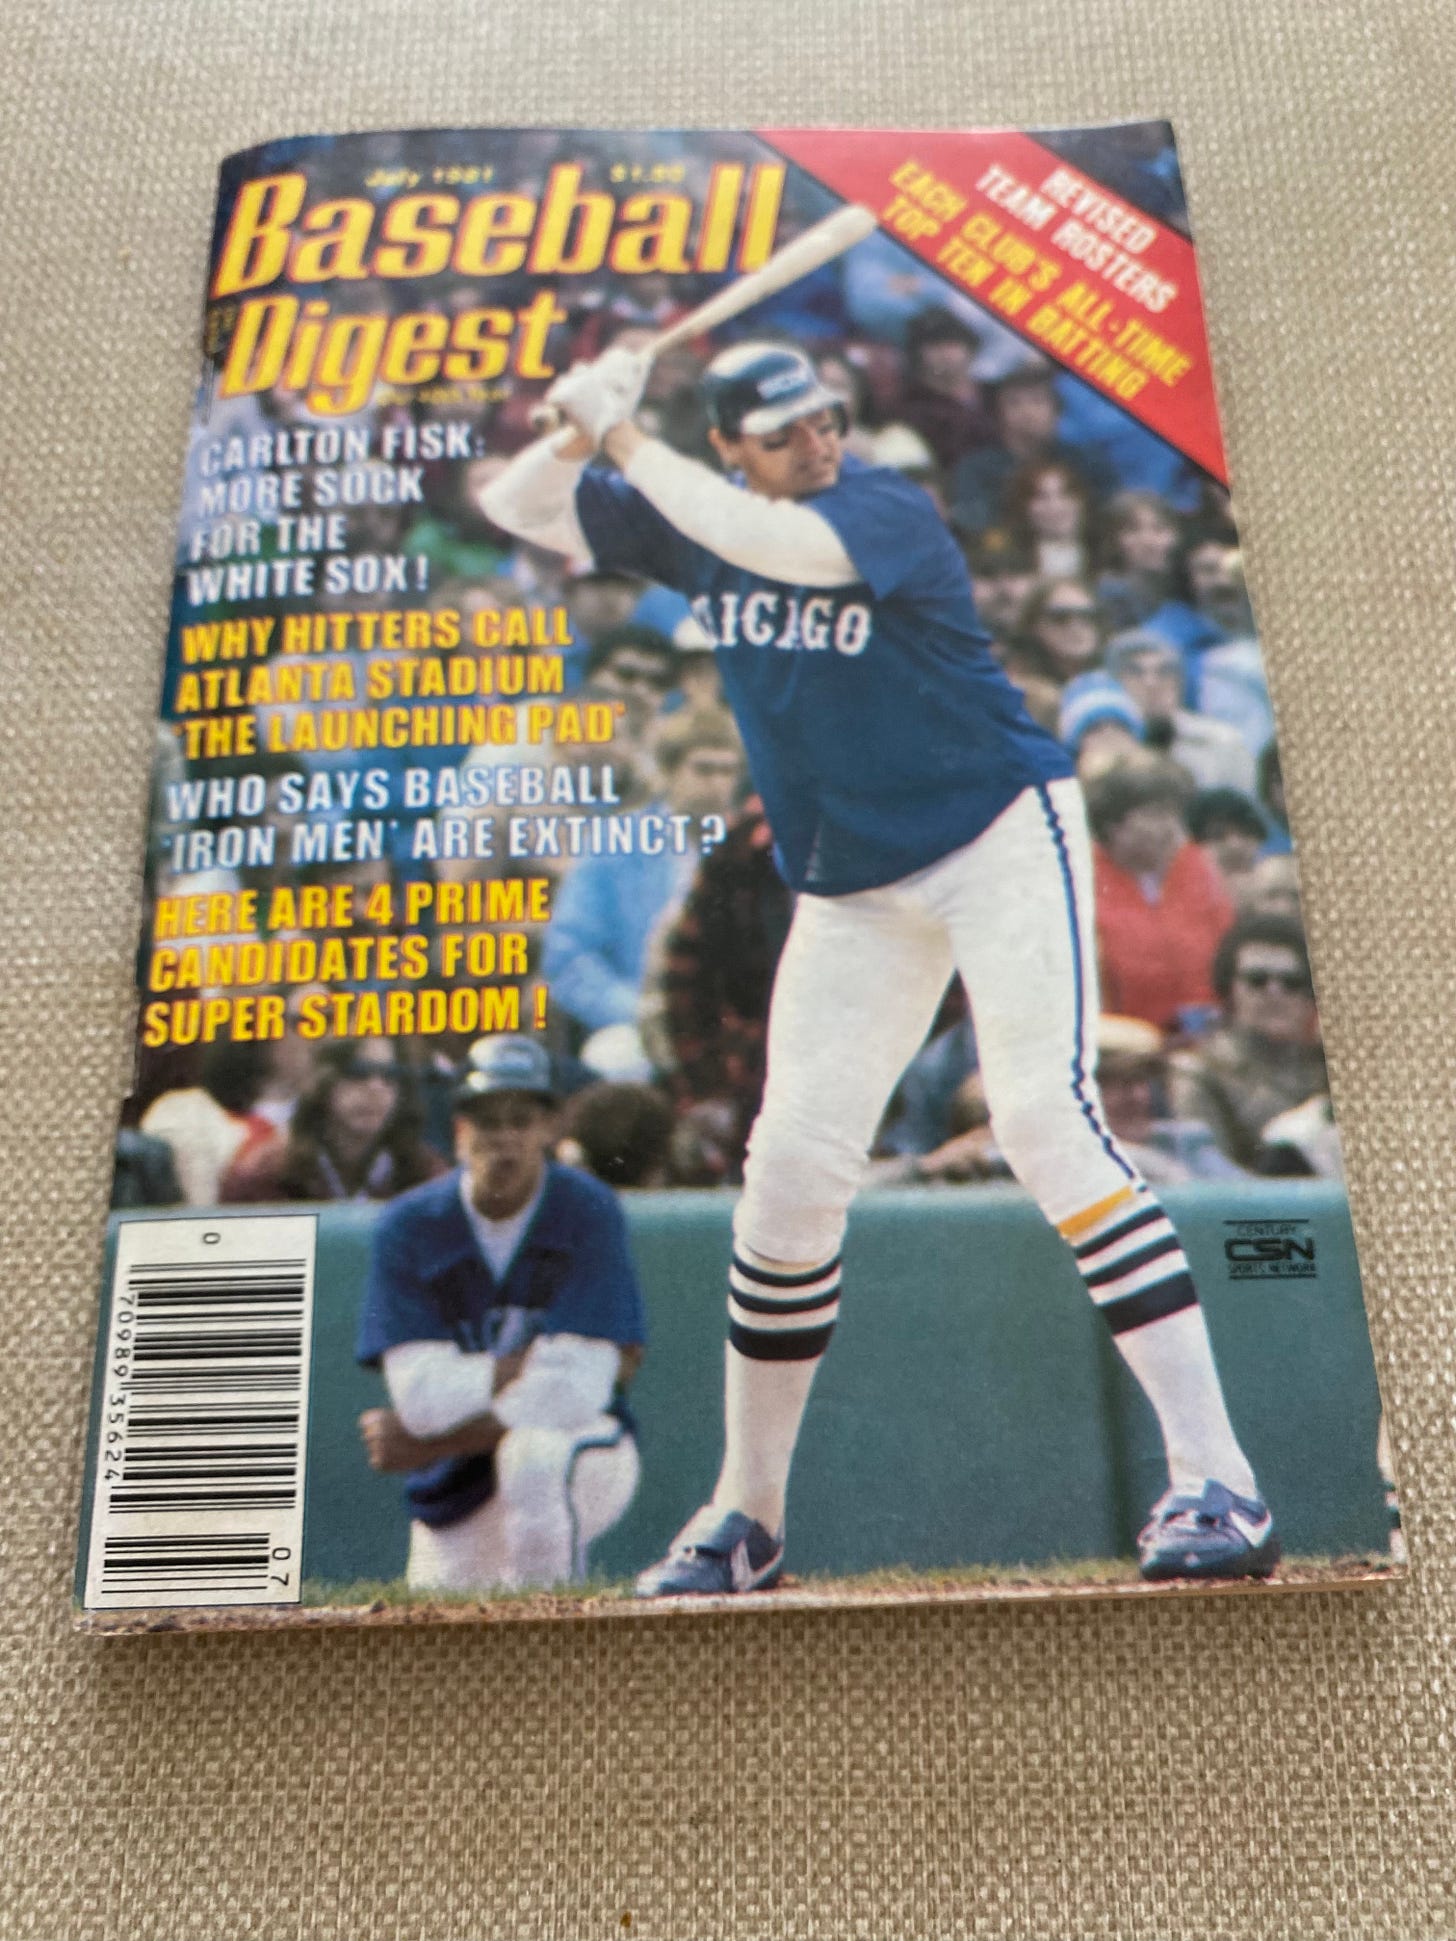 July 1981 $1.50
Baseball
Digest
REVISED
TEAM ROSTERS
EACH CLUB'S ALL-TIME
TOP TEN IN BATTING
CARLTON FISK:
MORE SOCK
FOR THE
WHITE SOX!
WHY HITTERS CALL
ATLANTA STADIUM
'THE LAUNCHING PAD'
WHO SAYS BASEBALL
'IRON MEN' ARE EXTINCT?
HERE ARE 4 PRIME
CANDIDATES FOR
SUPER STARDOM!
HICAGO
CENTURY
CSN
SPORTS NETWORK
0
70989 35624
07